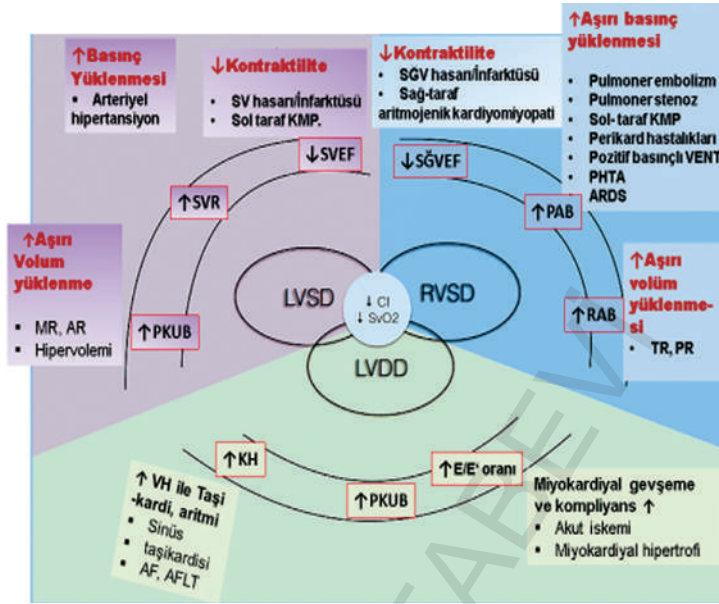 ↑Basınç
Yüklenmesi
▪ Arteriyel
hipertansiyon
↓Kontraktilite
• SV hasarı/İnfarktüsü
• Sol taraf KMP.
↓Kontraktilite
• SĞV hasarı/İnfarktüsü
• Sağ-taraf
aritmojenik kardiyomiyopati
↑Aşırı basınç
yüklenmesi
• Pulmoner embolizm
• Pulmoner stenoz
• Sol- taraf KMP
• Perikard hastalıkları
• Pozitif basınçlı VENT
• PHTA
• ARDS
↓SVEF
↓SĞVEF
↑SVR
↑PAB
↑Aşırı
Volum
yüklenme
▪ MR, AR
▪ Hipervolemi
↑PKUB
↑RAB
↑Aşırı
volüm
yüklenme-
si
• TR, PR
LVSD
↓ CI
↓ SvO2
RVSD
LVDD
↑KH
↑PKUB
↑E/E' oranı
↑ VH ile Taşi
-kardi, aritmi
▪ Sinüs
▪ taşikardisi
▪ AF, AFLT
Miyokardiyal gevşeme
ve kompliyans ↑
▪ Akut iskemi
▪ Miyokardiyal hipertrofi